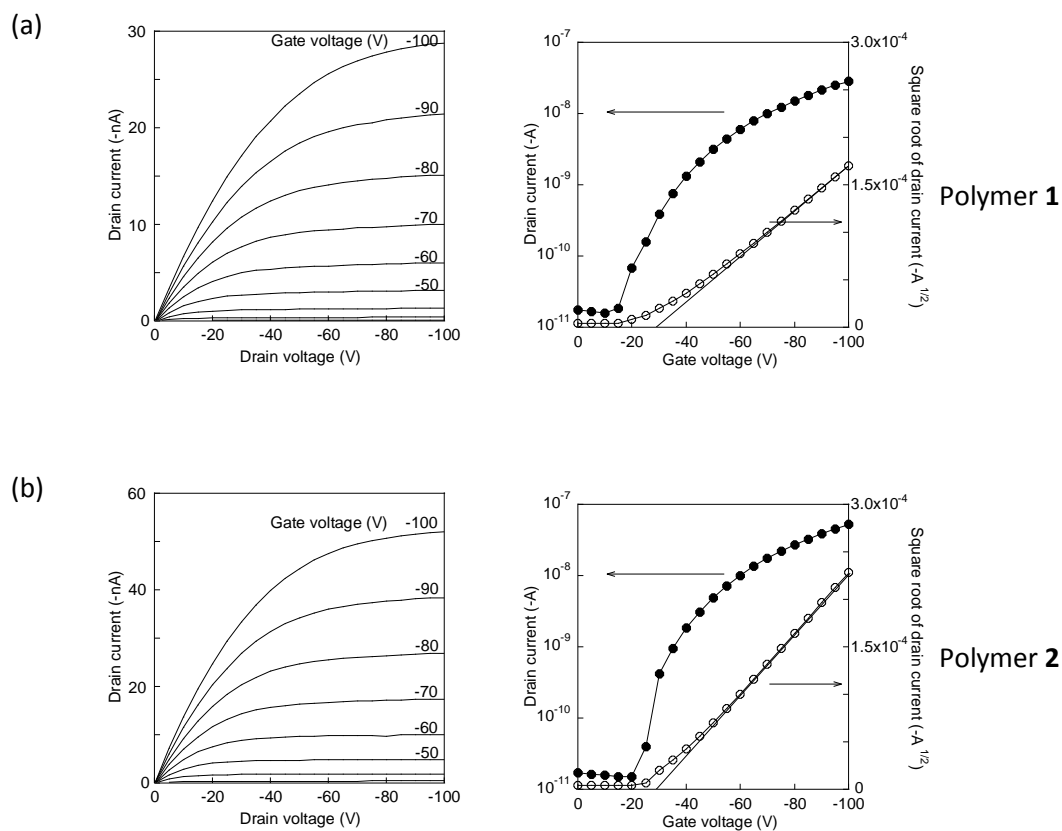 (a)
30
20
10
0
Drain current (-nA)
Gate voltage (V)
-100
-90
-80
-70
-60
-50
0
-20
-40
-60
-80
-100
Drain voltage (V)
10-7
10-8
10-9
10-10
10-11
Drain current (-A)
3.0x10-4
1.5x10-4
0
Square root of drain current (-A 1/2)
0
-20
-40
-60
-80
-100
Gate voltage (V)
Polymer 1
(b)
60
40
20
0
Drain current (-nA)
Gate voltage (V) -100
-90
-80
-70
-60
-50
0
-20
-40
-60
-80
-100
Drain voltage (V)
10-7
10-8
10-9
10-10
10-11
Drain current (-A)
3.0x10-4
1.5x10-4
0
Square root of drain current (-A 1/2)
0
-20
-40
-60
-80
-100
Gate voltage (V)
Polymer 2